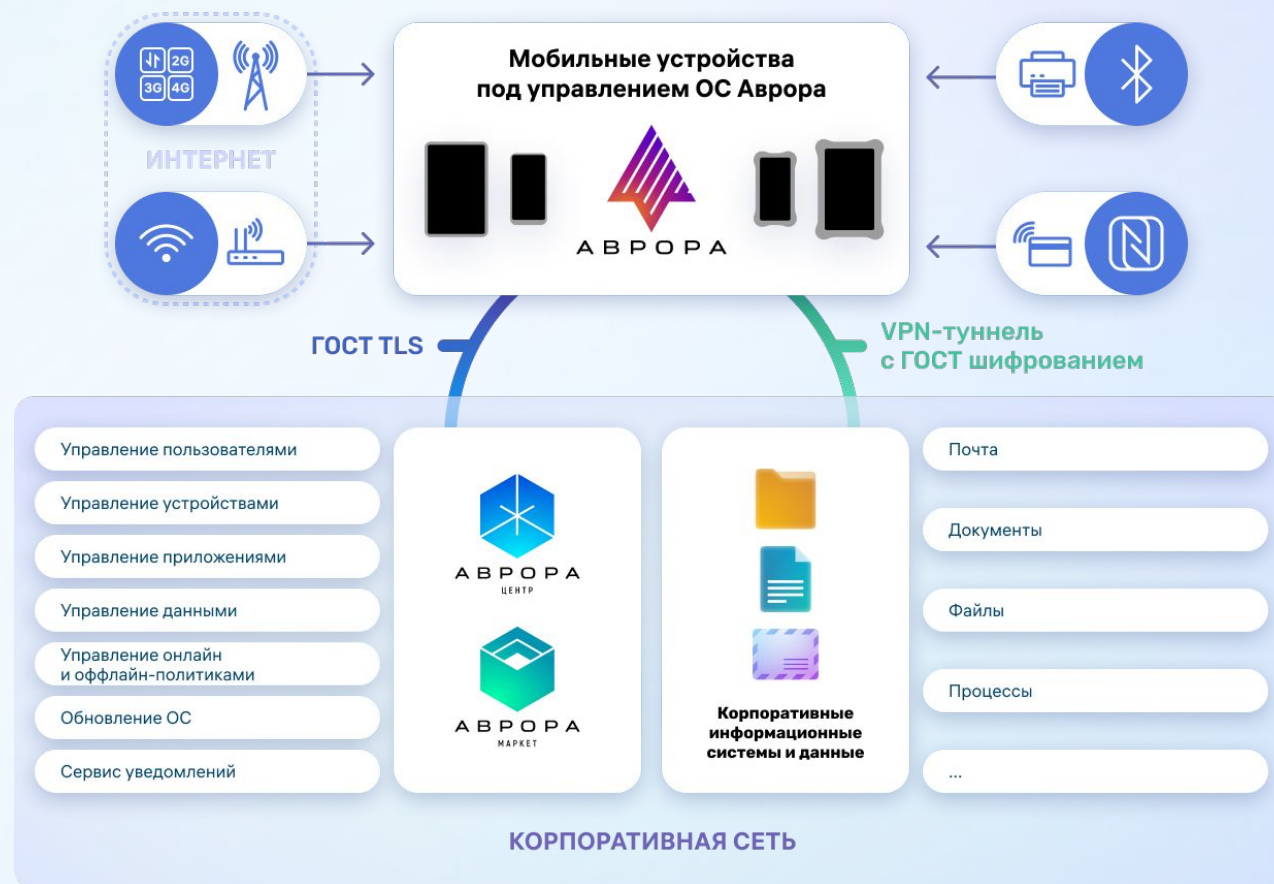 2G
3G 4G
ИНТЕРНЕТ
Мобильные устройства
под управлением ОС Аврора
АВРОРА
ГОСТ TLS
VPN-туннель
с ГОСТ шифрованием
Управление пользователями
Управление устройствами
Управление приложениями
Управление данными
Управление онлайн
и оффлайн-политиками
Обновление ОС
Сервис уведомлений
АВРОРА
ЦЕНТР
АВРОРА
МАРКЕТ
Корпоративные
информационные
системы и данные
Почта
Документы
Файлы
Процессы
...
КОРПОРАТИВНАЯ СЕТЬ